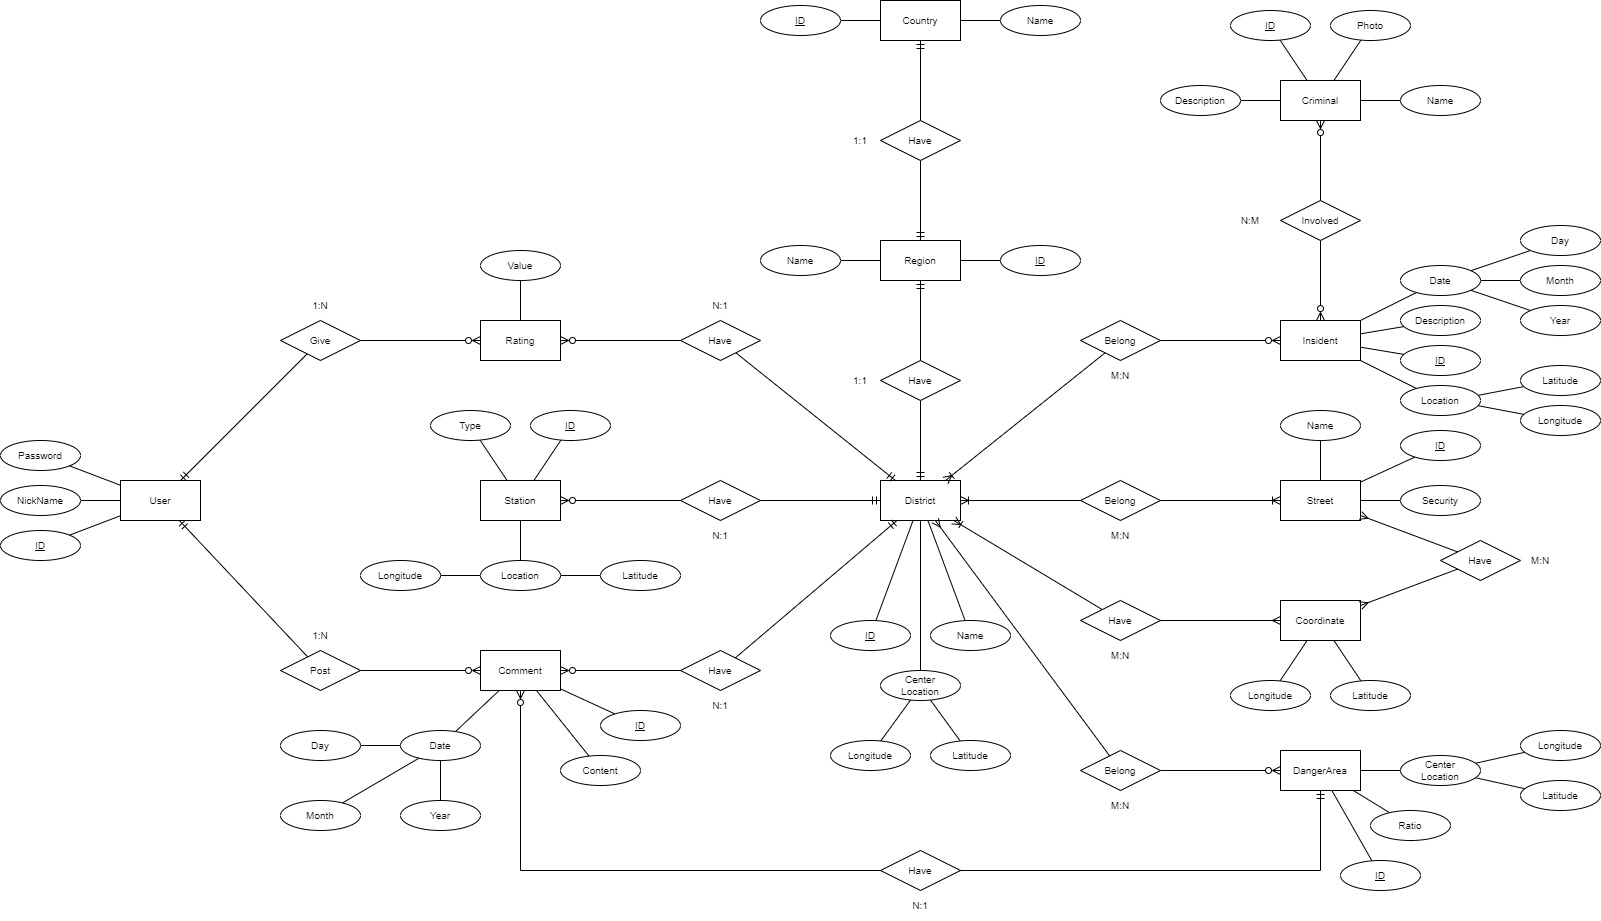 ID
Country
Name
ID
Photo
Description
Criminal
Name
1:1
Have
N:M
Involved
Day
Name
Region
ID
Date
Month
Value
1:N
N:1
Description
Year
Give
Rating
Have
Belong
Insident
ID
1:1
Have
M:N
Latitude
Location
Longitude
Type
ID
Name
ID
Password
NickName
User
Station
Have
District
Belong
Street
Security
ID
N:1
M:N
Have
M:N
Longitude
Location
Latitude
1:N
ID
Name
Have
Coordinate
Post
Comment
Have
M:N
Center
Location
Longitude
Latitude
N:1
ID
Day
Date
Content
Longitude
Latitude
Belong
DangerArea
Center
Location
Longitude
Latitude
Month
Year
M:N
Ratio
Have
ID
N:1